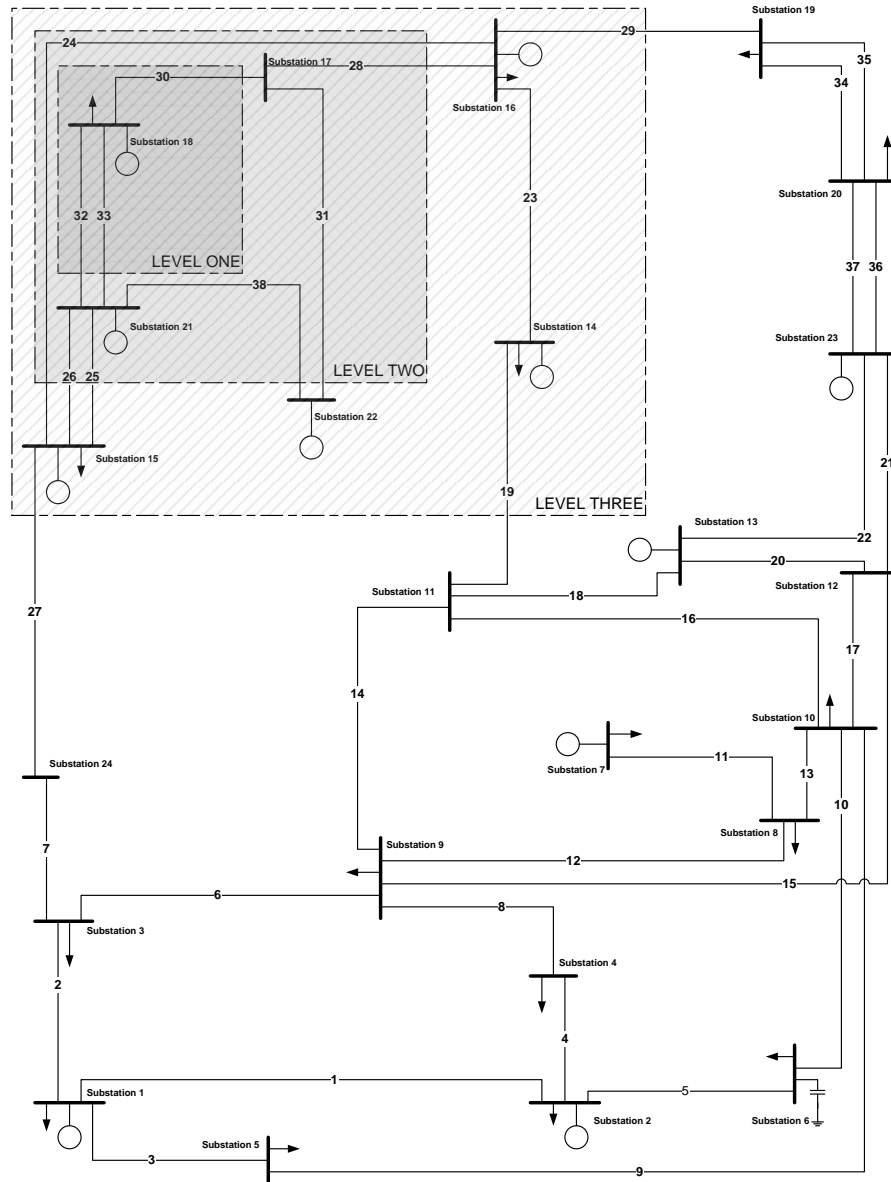 Substation 19
24
29
Substation 17
35
28
30
34
Substation 16
Substation 18
Substation 20
23
32
33
31
LEVEL ONE
37
36
38
Substation 21
Substation 14
Substation 23
LEVEL TWO
26
25
Substation 22
Substation 15
21
19
LEVEL THREE
Substation 13
22
20
Substation 11
Substation 12
18
27
16
17
14
Substation 10
11
Substation 24
Substation 7
13
10
Substation 8
7
Substation 9
12
15
6
8
Substation 3
Substation 4
2
4
1
5
Substation 1
Substation 2
Substation 6
Substation 5
3
9